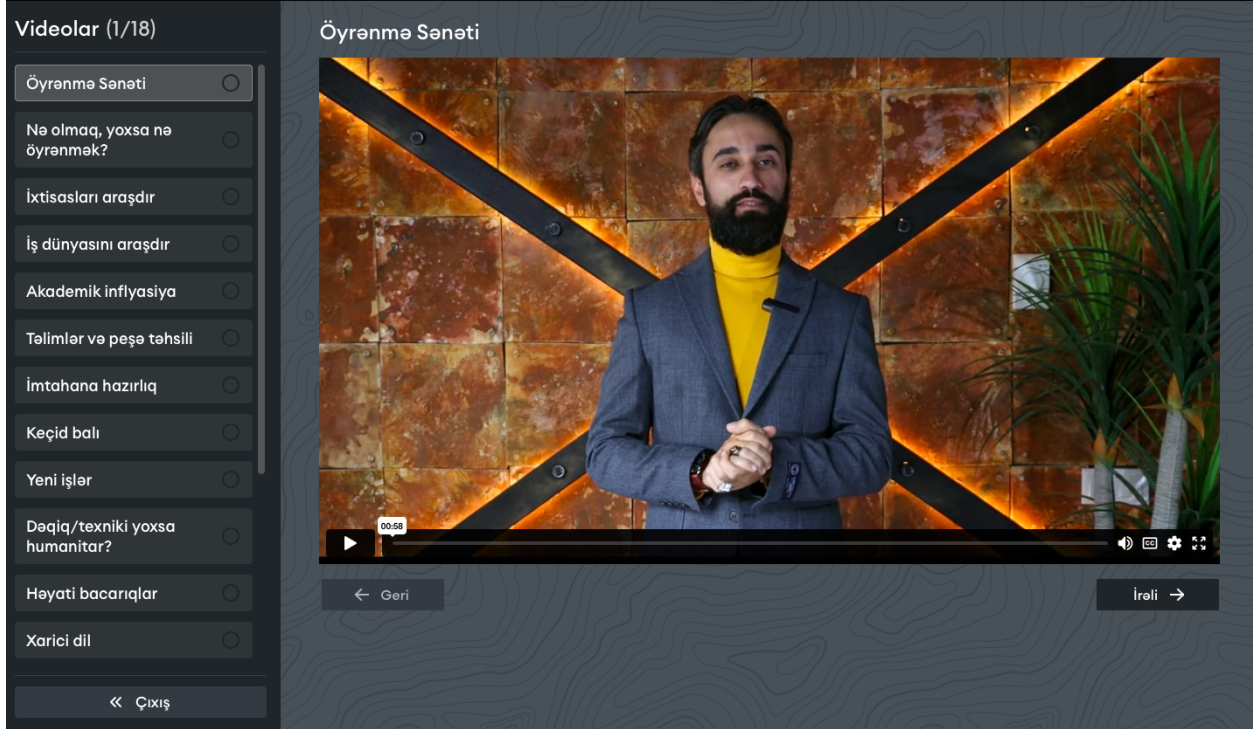 Videolar (1/18)
Öyrənmə Sənəti
Nə olmaq, yoxsa nə
öyrənmək?
İxtisasları araşdır
İş dünyasını araşdır
Akademik inflyasiya
Təlimlər və peşə təhsili
İmtahana hazırlıq
Keçid balı
Yeni işlər
Dəqiq/texniki yoxsa
humanitar?
Həyati bacarıqlar
Xarici dil
Çıxış
Öyrənmə Sənəti
00:58
CC
Geri
İrəli